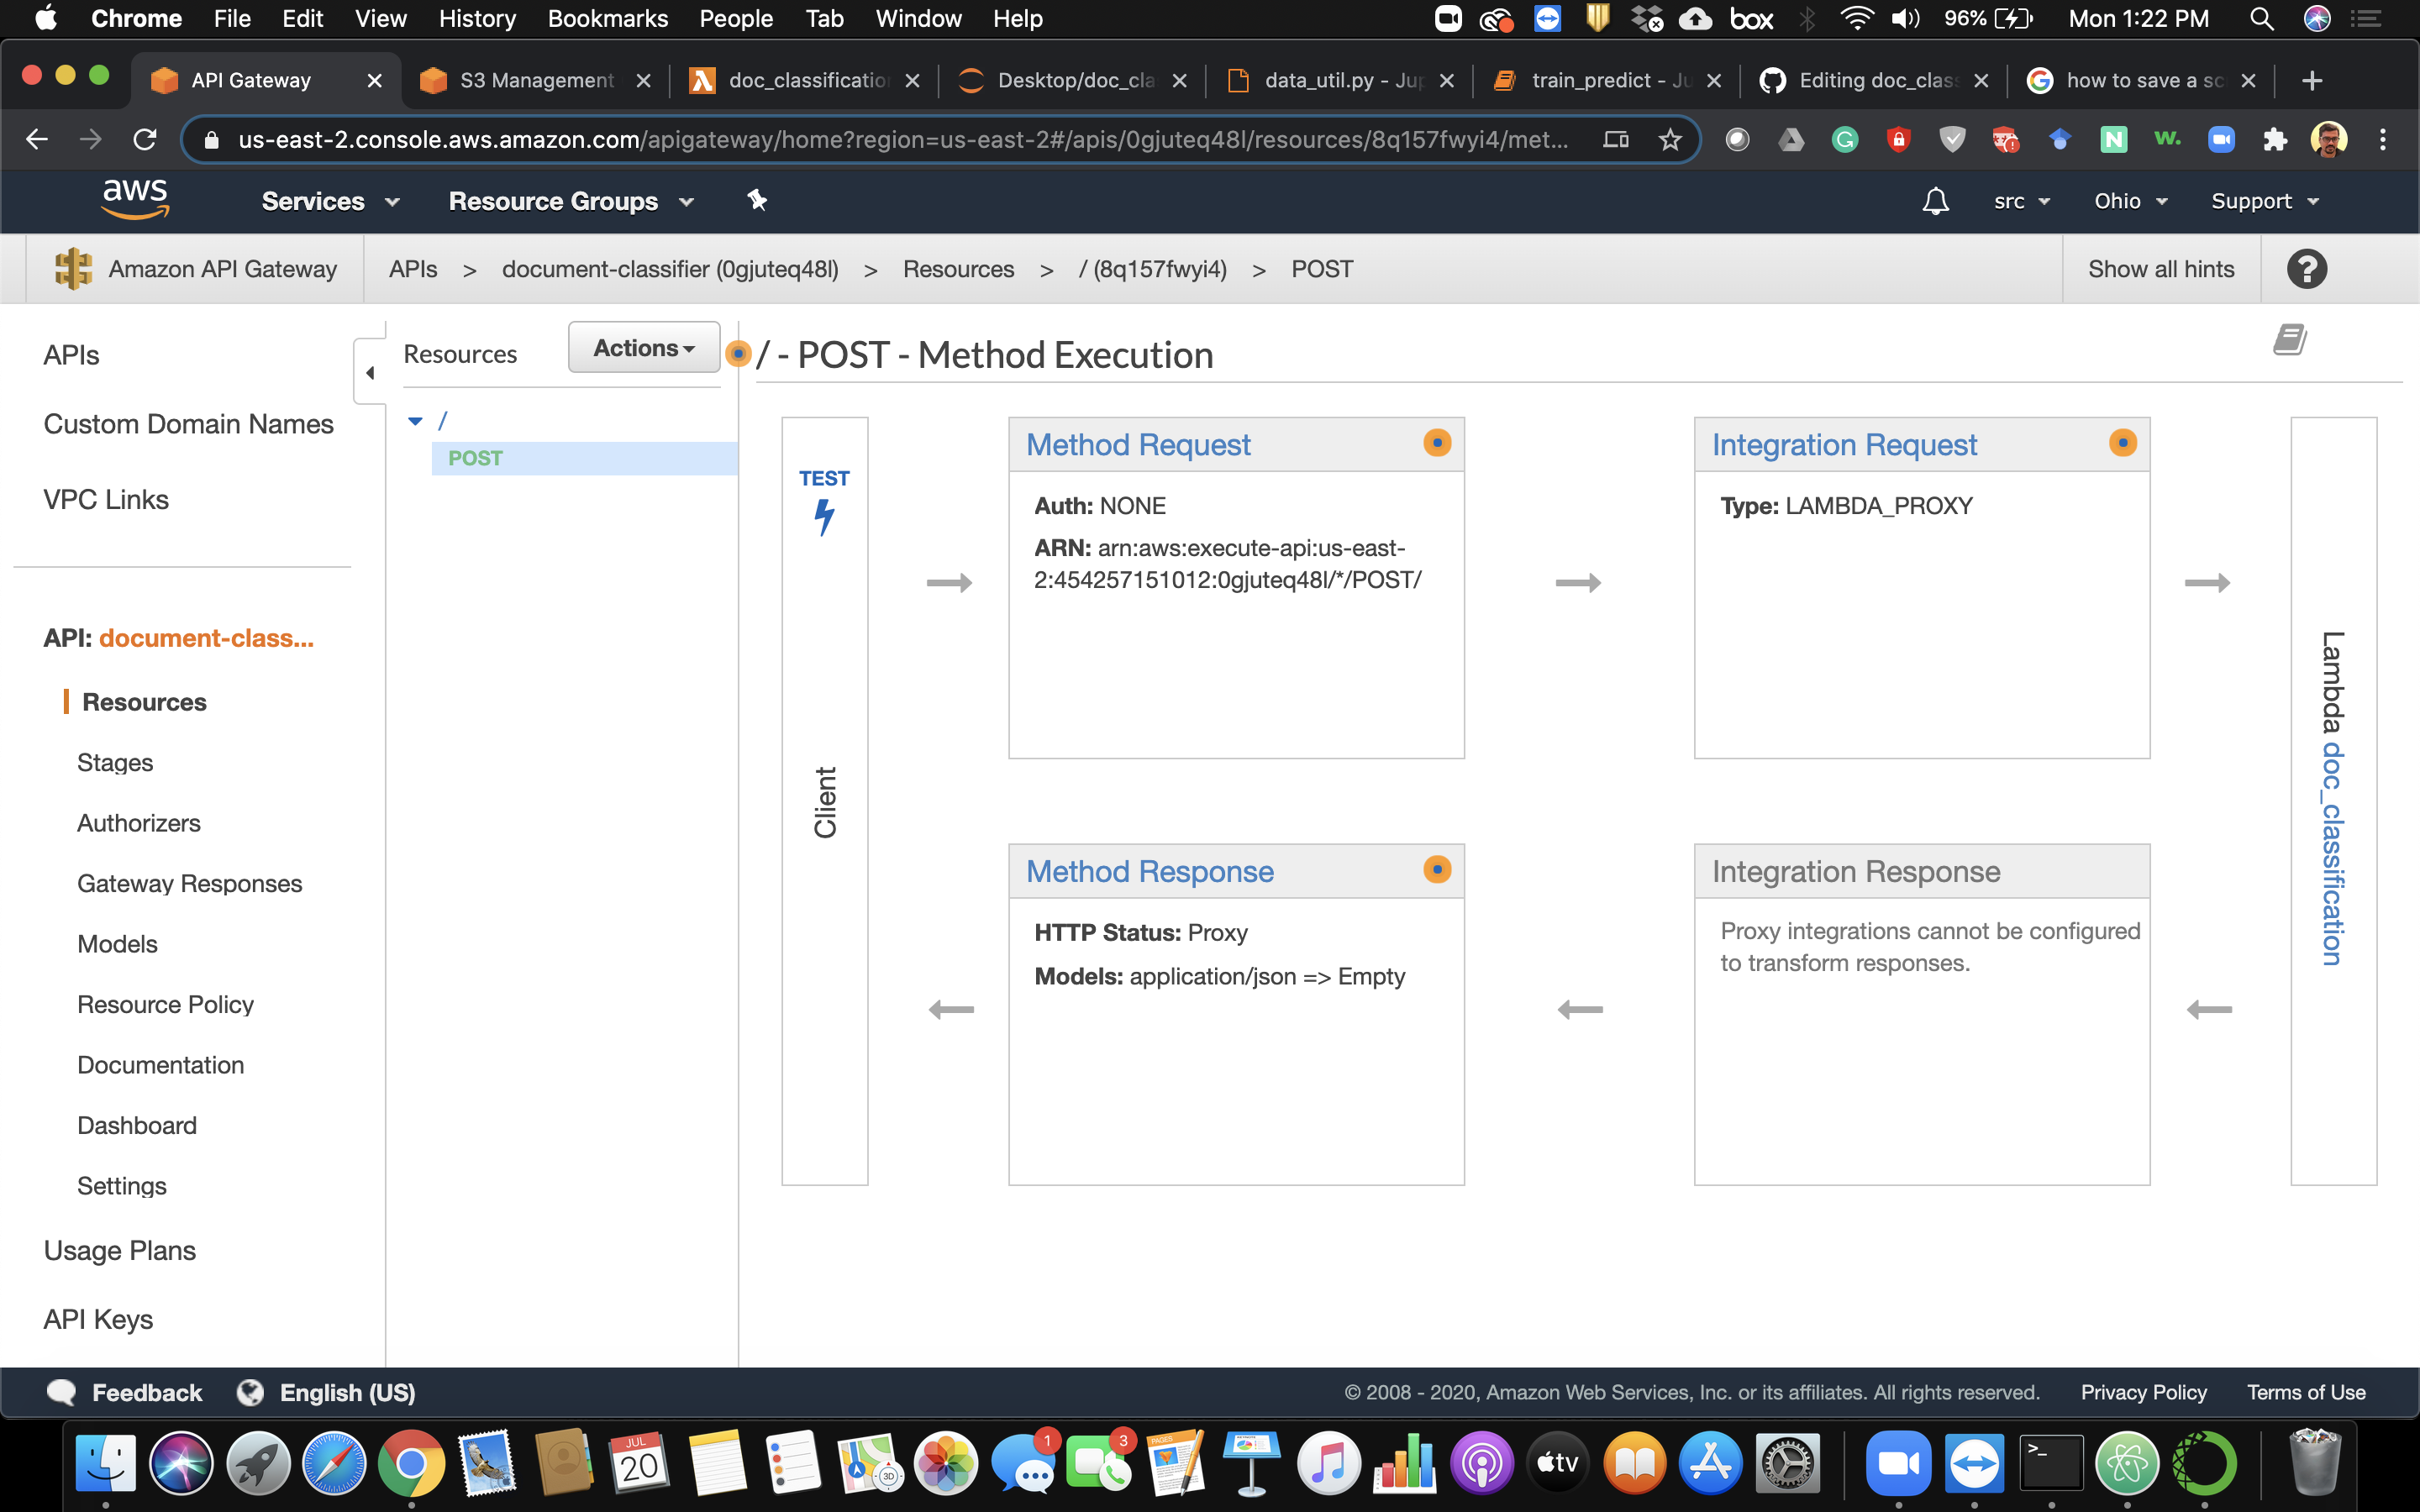 Chrome File Edit View History Bookmarks People Tab Window Help box 96% Mon 1:22 PM
API Gateway S3 Management doc_classification Desktop/doc_cla data_util.py - Jup train_predict - Ju Editing doc_class how to save a sc
us-east-2.console.aws.amazon.com/apigateway/home?region=us-east-2#/apis/0gjuteq48l/resources/8q157fwyi4/met...
aws Services Resource Groups src Ohio Support
Amazon API Gateway APIs > document-classifier (0gjuteq48l) > Resources > / (8q157fwyi4) > POST Show all hints ?
APIs
Custom Domain Names
VPC Links
API: document-class...
Resources
Stages
Authorizers
Gateway Responses
Models
Resource Policy
Documentation
Dashboard
Settings
Usage Plans
API Keys
Resources Actions
/
POST
/ - POST - Method Execution
TEST
Client
Method Request
Auth: NONE
ARN: arn:aws:execute-api:us-east-
2:454257151012:0gjuteq48l/*/POST/
Integration Request
Type: LAMBDA_PROXY
Lambda doc_classification
Method Response
HTTP Status: Proxy
Models: application/json => Empty
Integration Response
Proxy integrations cannot be configured
to transform responses.
Feedback English (US) © 2008 - 2020, Amazon Web Services, Inc. or its affiliates. All rights reserved. Privacy Policy Terms of Use
JUL
20
3D
1
3
PAGES
tv
>_